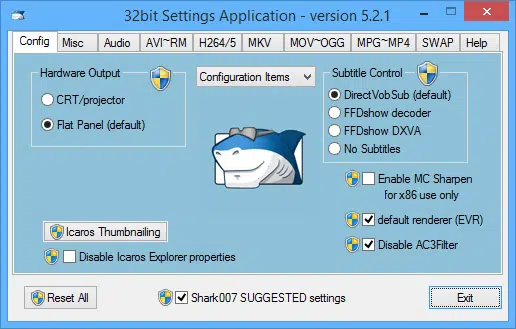 32bit Settings Application - version 5.2.1
Config Misc Audio AVI~RM H264/5 MKV MOV~OGG MPG~MP4 SWAP Help
Hardware Output
CRT/projector
Flat Panel (default)
Configuration Items
Subtitle Control
DirectVobSub (default)
FFDshow decoder
FFDshow DXVA
No Subtitles
Enable MC Sharpen
for x86 use only
default renderer (EVR)
Disable AC3Filter
Icaros Thumbnailing
Disable Icaros Explorer properties
Reset All
Shark007 SUGGESTED settings
Exit